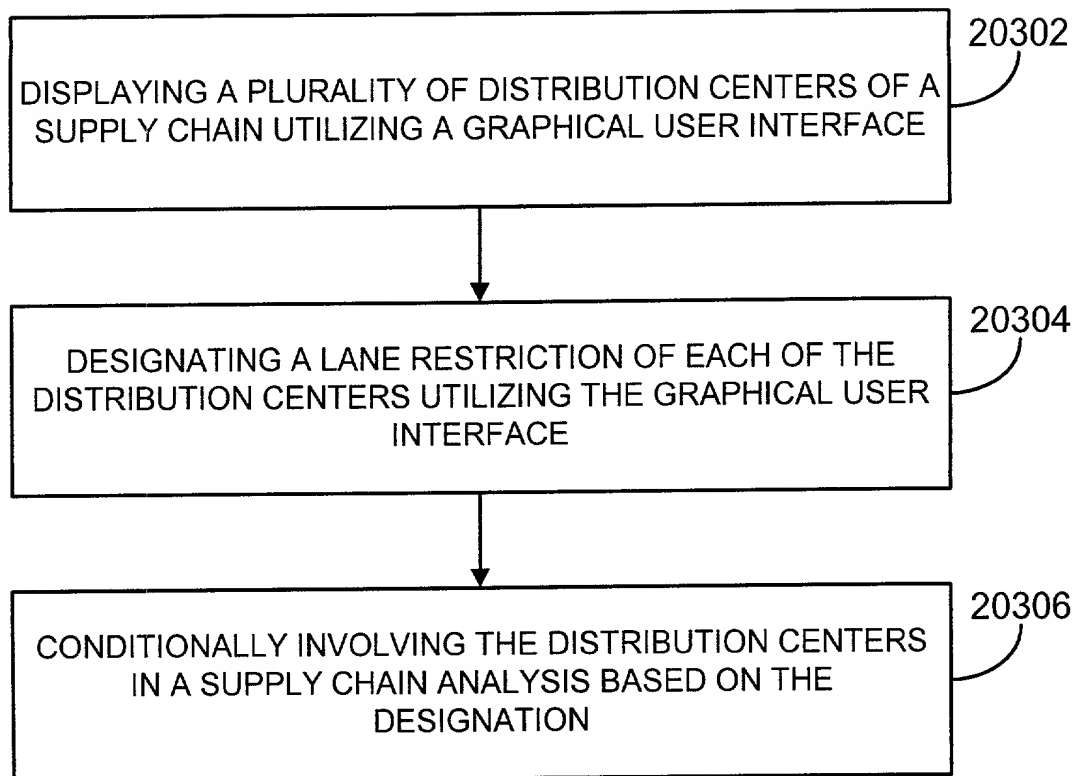 20302
DISPLAYING A PLURALITY OF DISTRIBUTION CENTERS OF A
SUPPLY CHAIN UTILIZING A GRAPHICAL USER INTERFACE
20304
DESIGNATING A LANE RESTRICTION OF EACH OF THE
DISTRIBUTION CENTERS UTILIZING THE GRAPHICAL USER
INTERFACE
20306
CONDITIONALLY INVOLVING THE DISTRIBUTION CENTERS
IN A SUPPLY CHAIN ANALYSIS BASED ON THE
DESIGNATION